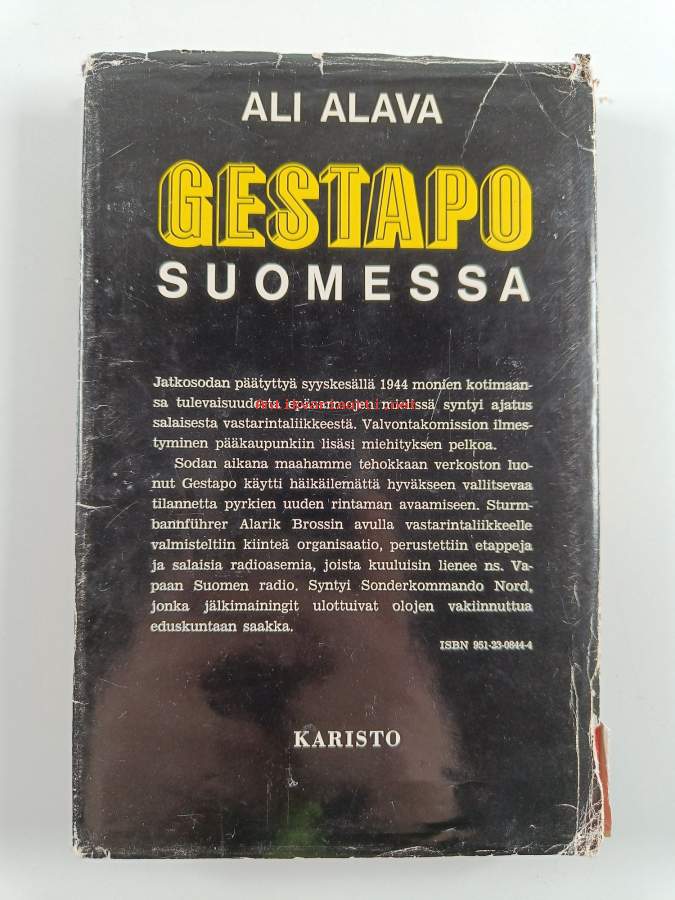 ALI ALAVA
GESTAPO
SUOMESSA
Jatkosodan päätyttyä syyskesällä 1944 monien kotimaan-
sa tulevaisuudesta epävarmojen mielissä syntyi ajatus
salaisesta vastarintaliikkeestä. Valvontakomission ilmes-
tyminen pääkaupunkiin lisäsi miehityksen pelkoa.
Sodan aikana maahamme tehokkaan verkoston luo-
nut Gestapo käytti häikäilemättä hyväkseen vallitsevaa
tilannetta pyrkien uuden rintaman avaamiseen. Sturm-
bannführer Alarik Brossin avulla vastarintaliikkeelle
valmisteltiin kiinteä organisaatio, perustettiin etappeja
ja salaisia radioasemia, joista kuuluisin lienee ns. Va-
paan Suomen radio. Syntyi Sonderkommando Nord,
jonka jälkimainingit ulottuivat olojen vakiinnuttua
eduskuntaan saakka.
ISBN 951-23-0844-4
KARISTO